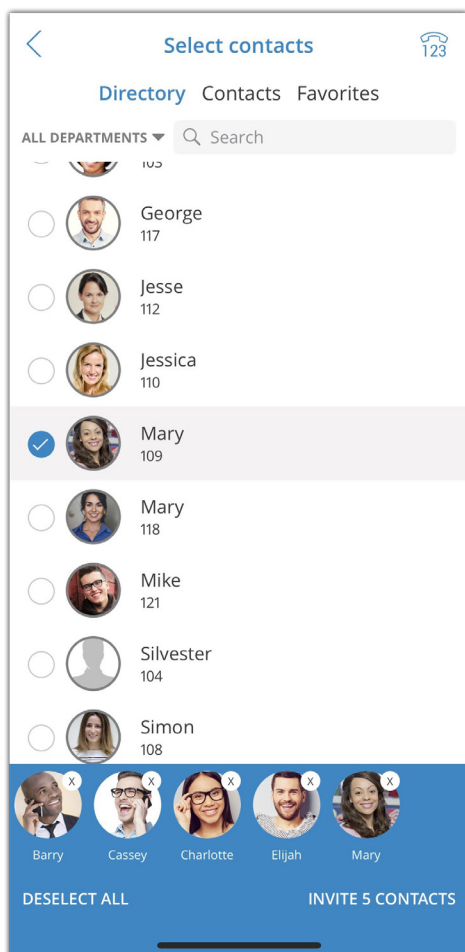 Select contacts
123
Directory Contacts Favorites
ALL DEPARTMENTS Search
103
George
117
Jesse
112
Jessica
110
Mary
109
Mary
118
Mike
121
Silvester
104
Simon
108
X X X X X
Barry Cassey Charlotte Elijah Mary
DESELECT ALL INVITE 5 CONTACTS